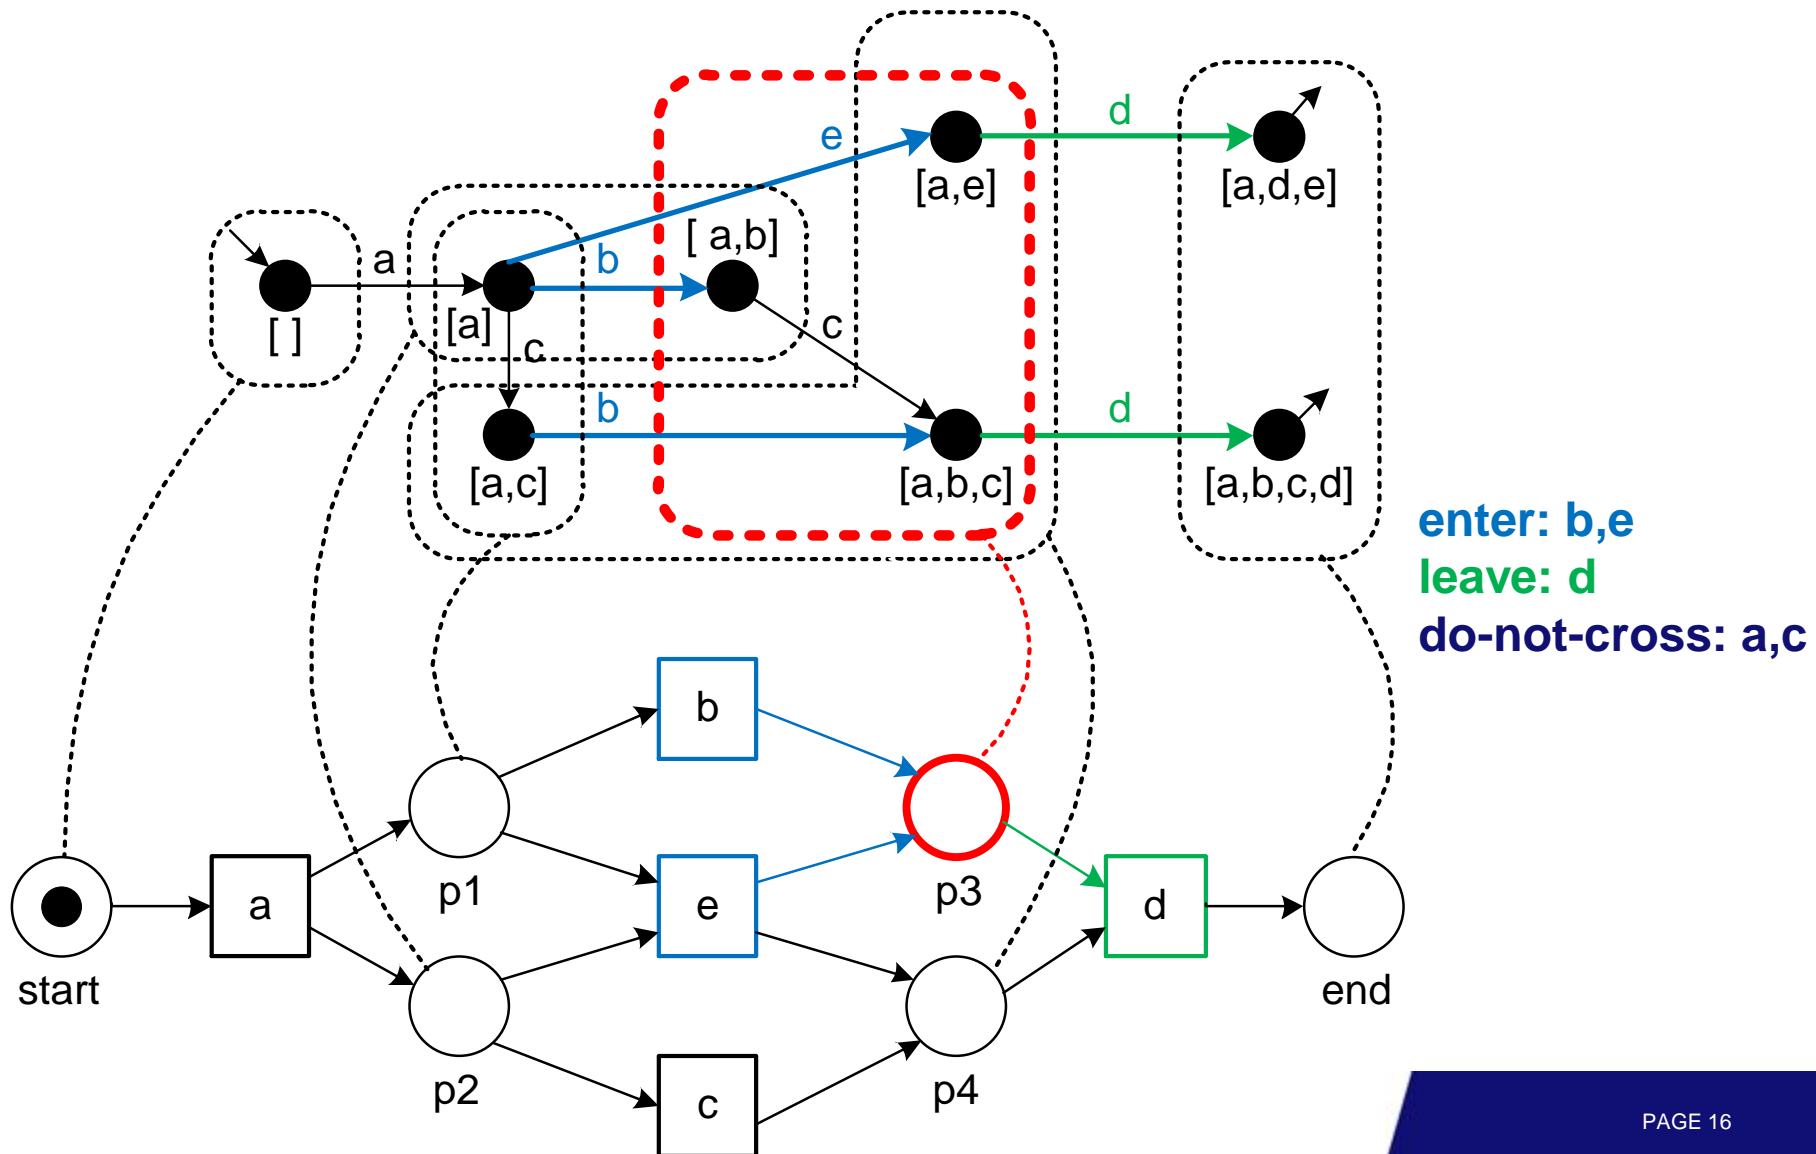 d
e
[a,e]
[a,d,e]
[ a,b]
a
b
[ ]
[a]
c
c
b
d
[a,c]
[a,b,c]
[a,b,c,d]
enter: b,e
leave: d
do-not-cross: a,c
b
p1
p3
a
e
d
start
end
p2
p4
c
PAGE 16